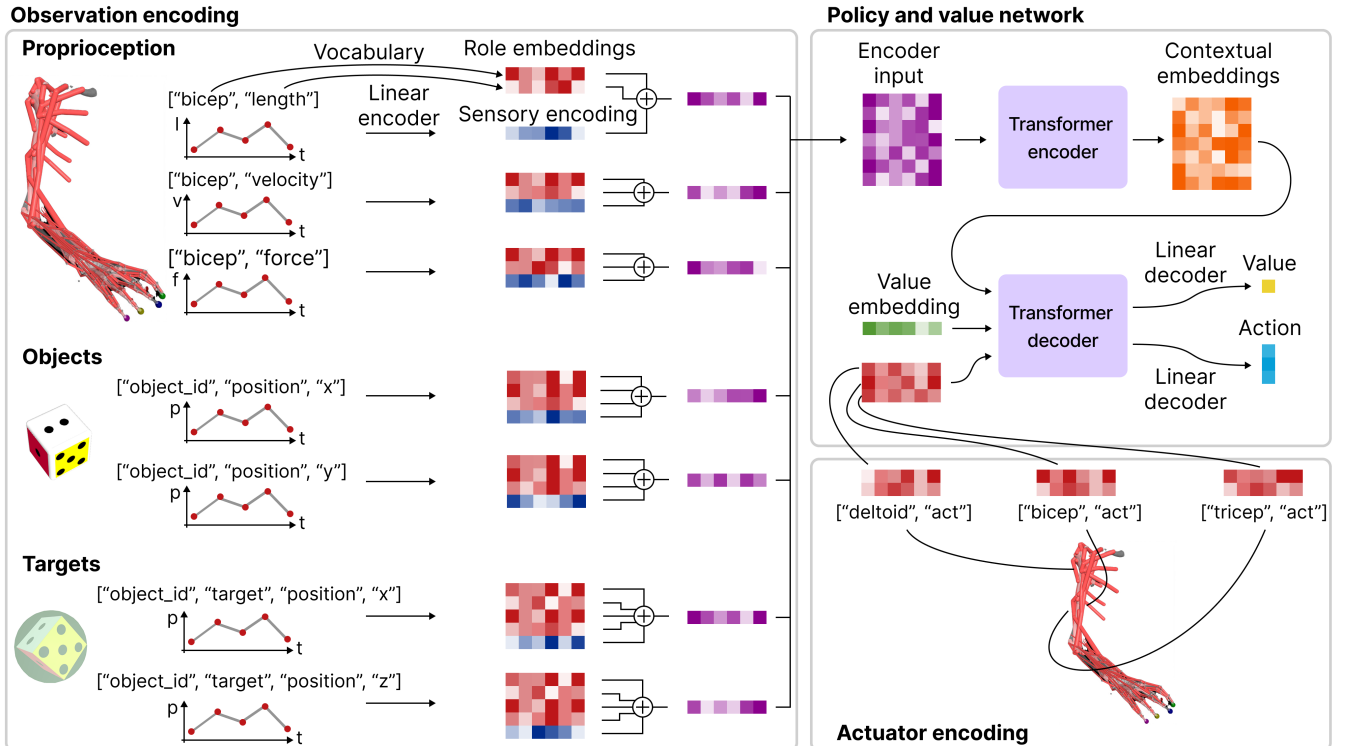 Observation encoding
Proprioception
Vocabulary
Role embeddings
["bicep", "length"]
Linear
encoder
Sensory encoding
l
t
["bicep", "velocity"]
v
t
["bicep", "force"]
f
t
Objects
["object_id", "position", "x"]
p
t
["object_id", "position", "y"]
p
t
Targets
["object_id", "target", "position", "x"]
p
t
["object_id", "target", "position", "z"]
p
t
Policy and value network
Encoder
input
Transformer
encoder
Contextual
embeddings
Value
embedding
Transformer
decoder
Linear
decoder
Value
Action
Linear
decoder
["deltoid", "act"]
["bicep", "act"]
["tricep", "act"]
Actuator encoding